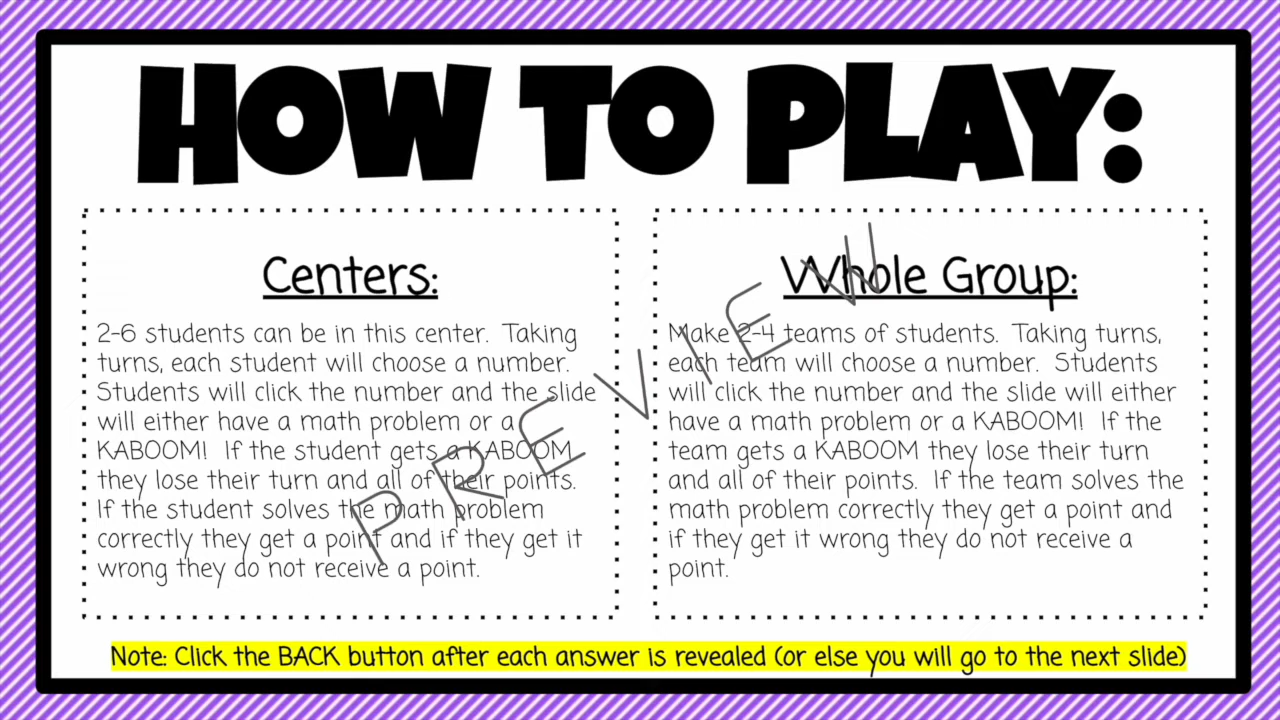 HOW TO PLAY:
Centers:
2-6 students can be in this center. Taking
turns, each student will choose a number.
Students will click the number and the slide
will either have a math problem or a
KABOOM! If the student gets a KABOOM
they lose their turn and all of their points.
If the student solves the math problem
correctly they get a point and if they get it
wrong they do not receive a point.
Whole Group:
Make 2-4 teams of students. Taking turns,
each team will choose a number. Students
will click the number and the slide will either
have a math problem or a KABOOM! If the
team gets a KABOOM they lose their turn
and all of their points. If the team solves the
math problem correctly they get a point and
if they get it wrong they do not receive a
point.
Note: Click the BACK button after each answer is revealed (or else you will go to the next slide)
PREVIEW